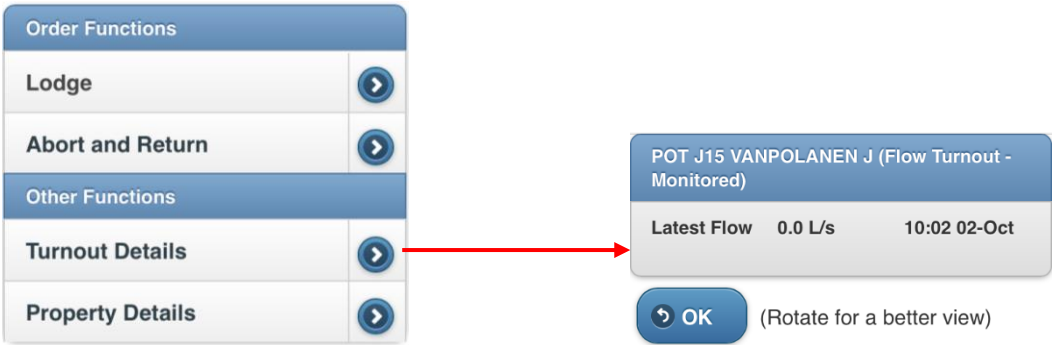 Order Functions
Lodge
Abort and Return
Other Functions
Turnout Details
Property Details
POT J15 VANPOLANEN J (Flow Turnout -
Monitored)
Latest Flow 0.0 L/s 10:02 02-Oct
OK (Rotate for a better view)